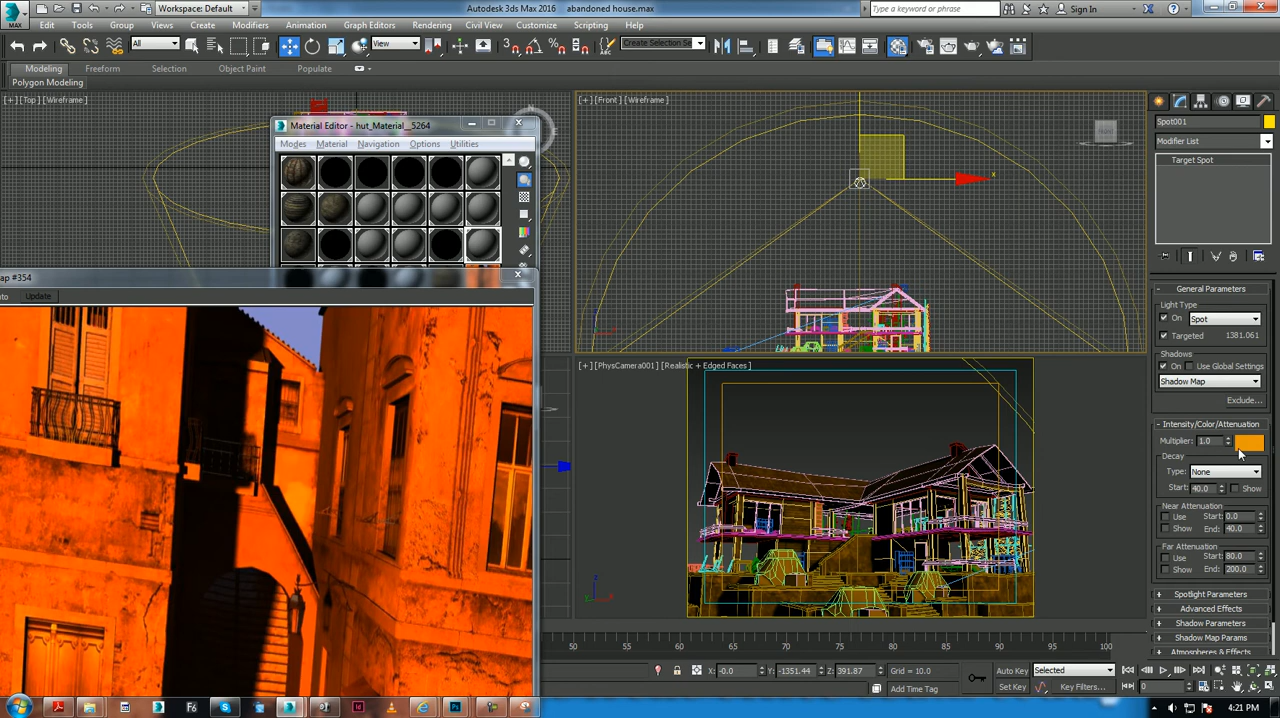 MAX
Workspace: Default
Autodesk 3ds Max 2016 abandoned house.max
Type a keyword or phrase
Sign In
Edit Tools Group Views Create Modifiers Animation Graph Editors Rendering Civil View Customize Scripting Help
All
View
Create Selection Se
Modeling Freeform Selection Object Paint Populate
Polygon Modeling
[+] [Top] [Wireframe]
[+] [Front] [Wireframe]
FRONT
x
Material Editor - hut_Material__5264
Modes Material Navigation Options Utilities
ap #354
Update
[+] [PhysCamera001] [Realistic + Edged Faces]
Spot001
Modifier List
Target Spot
General Parameters
Light Type
On Spot
Targeted 1381.061
Shadows
On Use Global Settings
Shadow Map
Exclude...
Intensity/Color/Attenuation
Multiplier: 1.0
Decay
Type: None
Start: 40.0 Show
Near Attenuation
Use Start: 0.0
Show End: 40.0
Far Attenuation
Use Start: 80.0
Show End: 200.0
+ Spotlight Parameters
+ Advanced Effects
+ Shadow Parameters
+ Shadow Map Params
+ Atmospheres & Effects
50 55 60 65 70 75 80 85 90 95 100
X: -0.0 Y: -1351.44 Z: 391.87 Grid = 10.0
Auto Key Selected
Add Time Tag
Set Key Key Filters...
0
4:21 PM